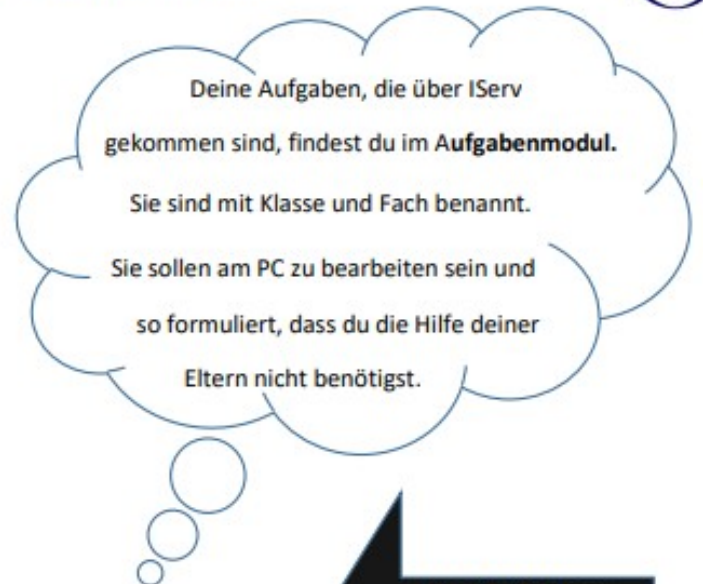 Deine Aufgaben, die über IServ
gekommen sind, findest du im Aufgabenmodul.
Sie sind mit Klasse und Fach benannt.
Sie sollen am PC zu bearbeiten sein und
so formuliert, dass du die Hilfe deiner
Eltern nicht benötigst.